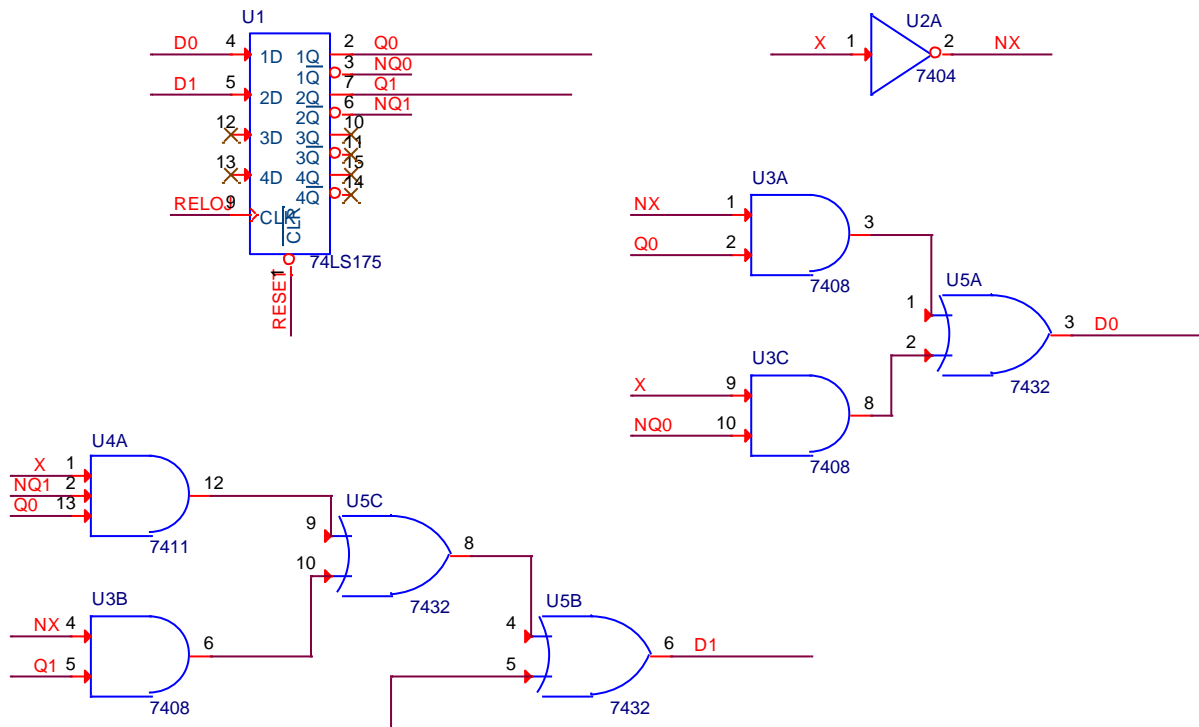 U1
D0 4 1D 1Q 2 Q0
1Q 3 NQ0
D1 5 2D 2Q 7 Q1
2Q 6 NQ1
12 3D 3Q 10
3Q 11
13 4D 4Q 15
4Q 14
RELOJ 9 CLK
CLR
1
RESET
74LS175
U2A
X 1 2 NX
7404
U3A
NX 1
Q0 2
3
7408
U5A
1
2
3 D0
7432
U3C
X 9
NQ0 10
8
7408
U4A
X 1
NQ1 2
Q0 13
12
7411
U5C
9
10
8
7432
U3B
NX 4
Q1 5
6
7408
U5B
4
5
6 D1
7432